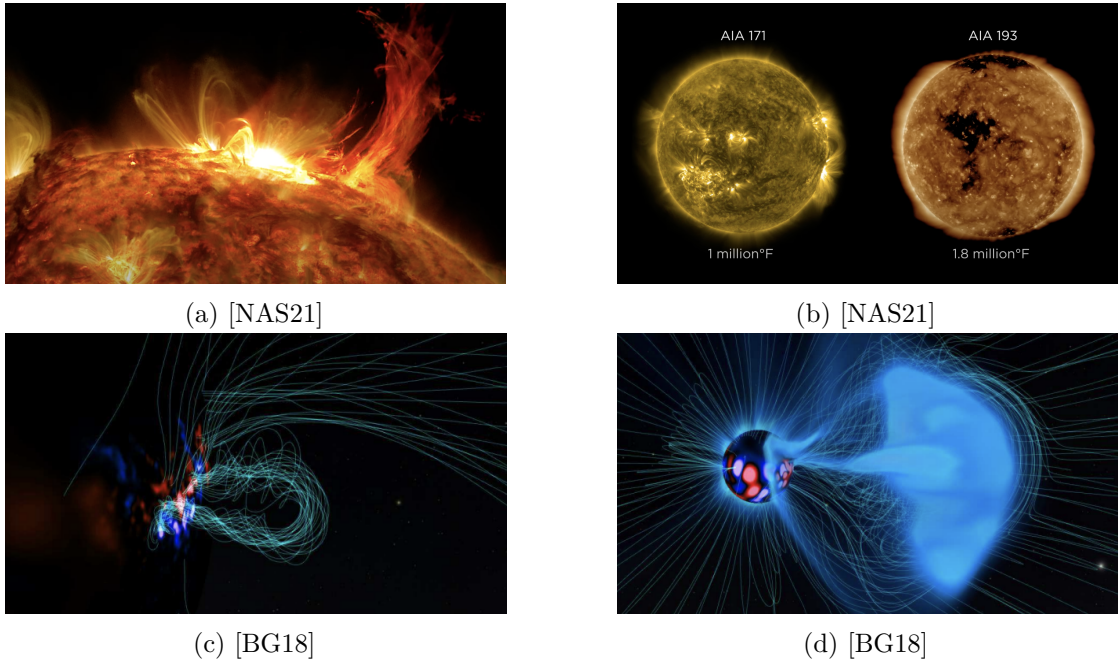 AIA 171 AIA 193
1 million°F 1.8 million°F
(a) [NAS21] (b) [NAS21]
(c) [BG18] (d) [BG18]